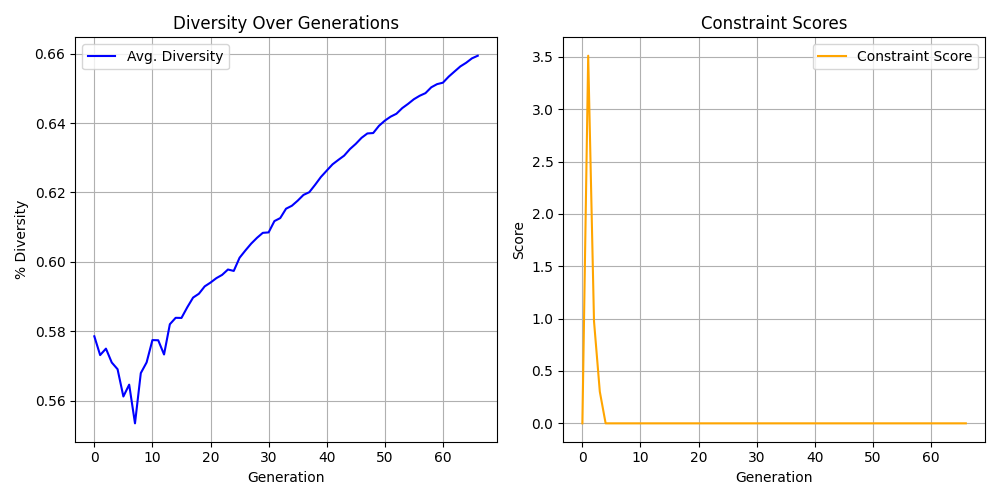 Diversity Over Generations
Avg. Diversity
% Diversity
0.66
0.64
0.62
0.60
0.58
0.56
0 10 20 30 40 50 60
Generation
Constraint Scores
Constraint Score
Score
3.5
3.0
2.5
2.0
1.5
1.0
0.5
0.0
0 10 20 30 40 50 60
Generation